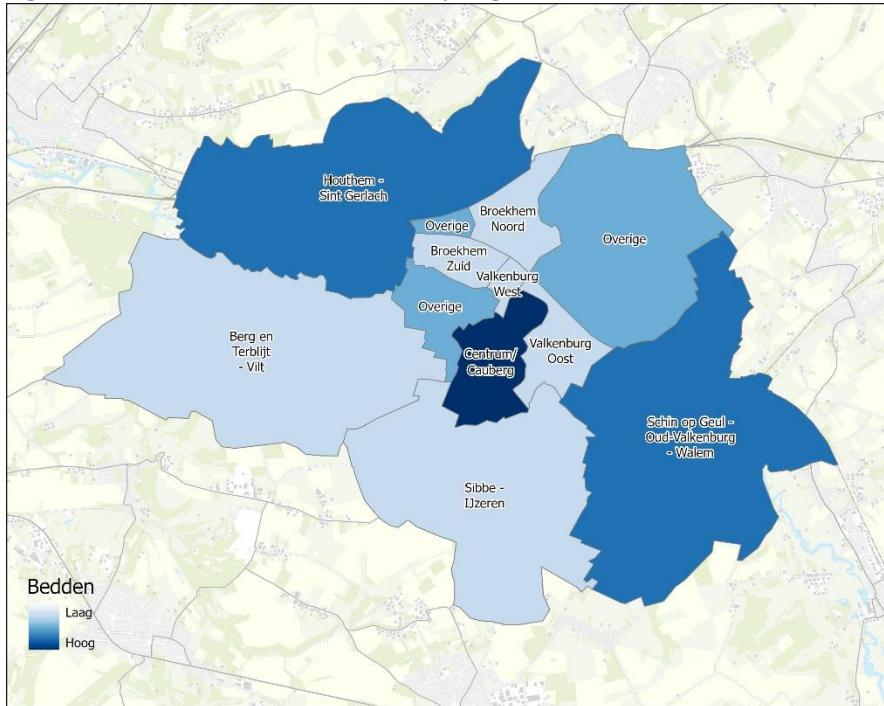 Houthem -
Sint Gerlach
Overige
Broekhem
Noord
Overige
Broekhem
Zuid
Valkenburg
West
Overige
Berg en
Terblijt
- Vilt
Centrum/
Cauberg
Valkenburg
Oost
Schin op Geul -
Oud-Valkenburg
- Walem
Sibbe -
IJzeren
Bedden
Laag
Hoog